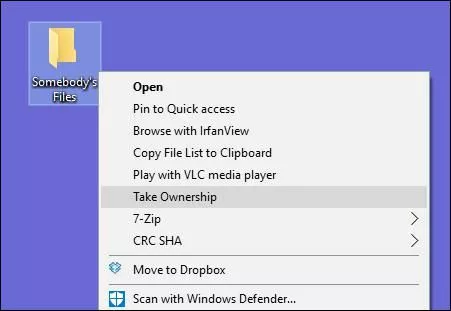 Somebody's
Files
Open
Pin to Quick access
Browse with IrfanView
Copy File List to Clipboard
Play with VLC media player
Take Ownership
7-Zip
CRC SHA
Move to Dropbox
Scan with Windows Defender...